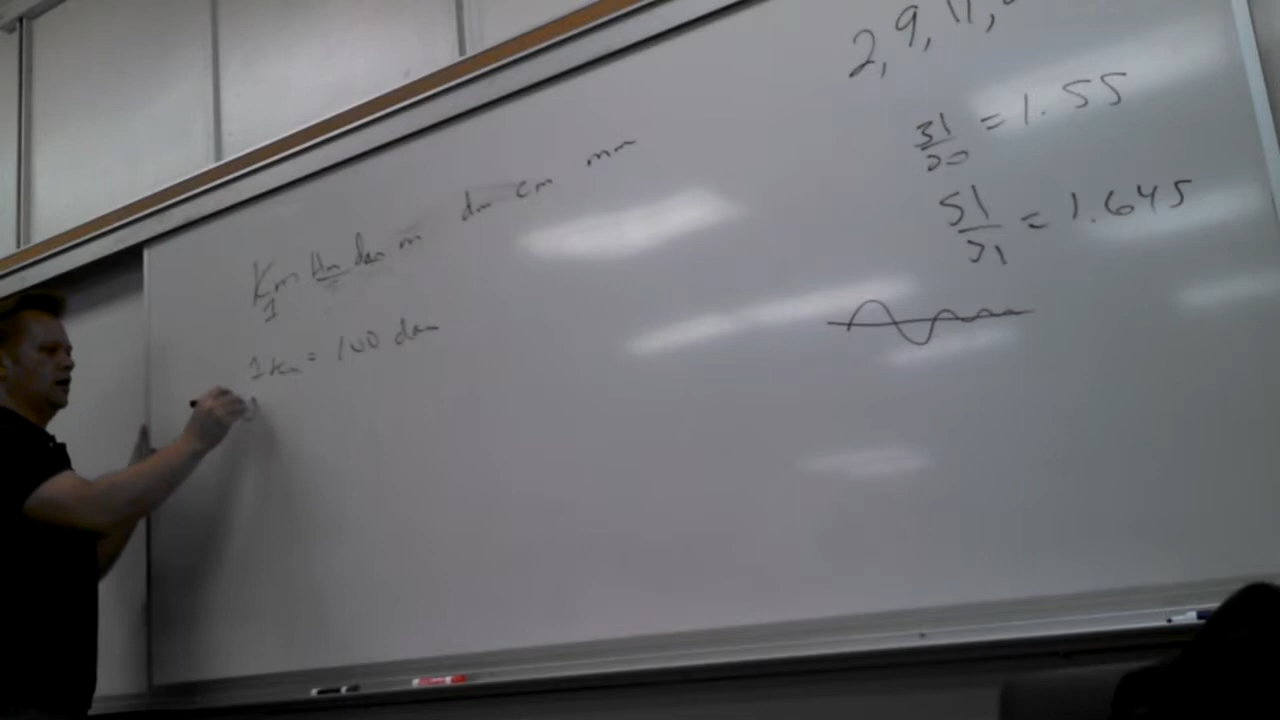 Km Hm dam m dm cm mm
1
1 km = 100 dam
2, 9, 11,
31/20 = 1.55
51/31 = 1.645